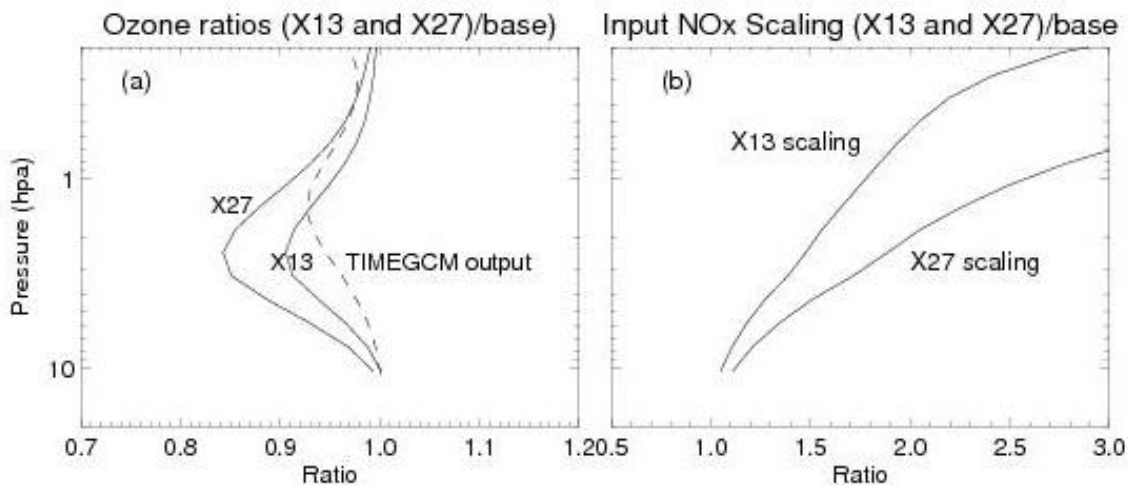 Ozone ratios (X13 and X27)/base)
(a)
X27
X13
TIMEGCM output
Pressure (hpa)
1
10
0.7 0.8 0.9 1.0 1.1 1.2
Ratio
Input NOx Scaling (X13 and X27)/base
(b)
X13 scaling
X27 scaling
0.5 1.0 1.5 2.0 2.5 3.0
Ratio